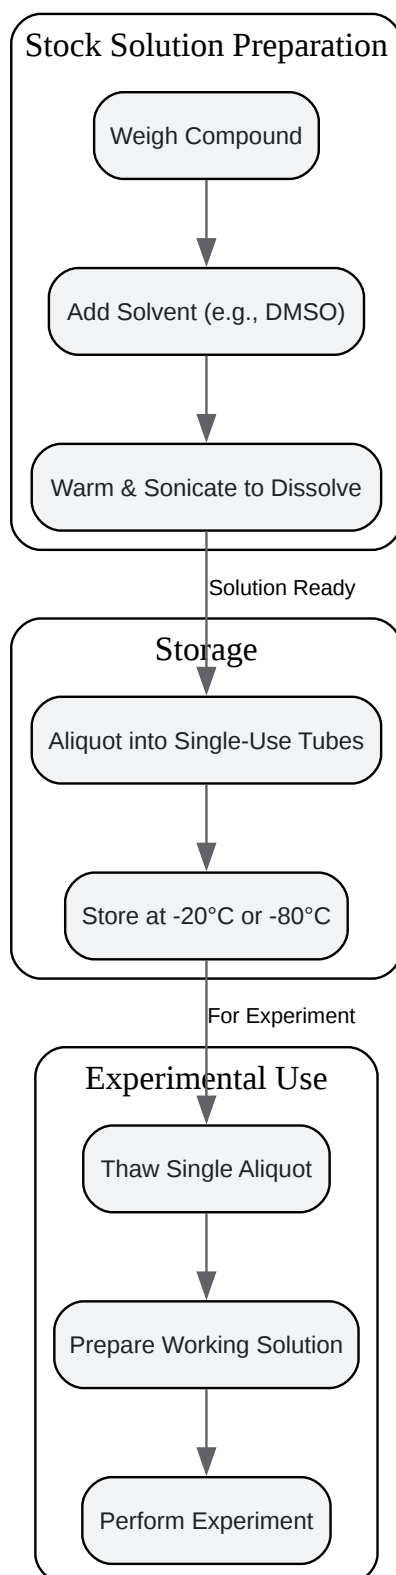 Stock Solution Preparation
Weigh Compound
Add Solvent (e.g., DMSO)
Warm & Sonicate to Dissolve
Solution Ready
Storage
Aliquot into Single-Use Tubes
Store at -20°C or -80°C
For Experiment
Experimental Use
Thaw Single Aliquot
Prepare Working Solution
Perform Experiment